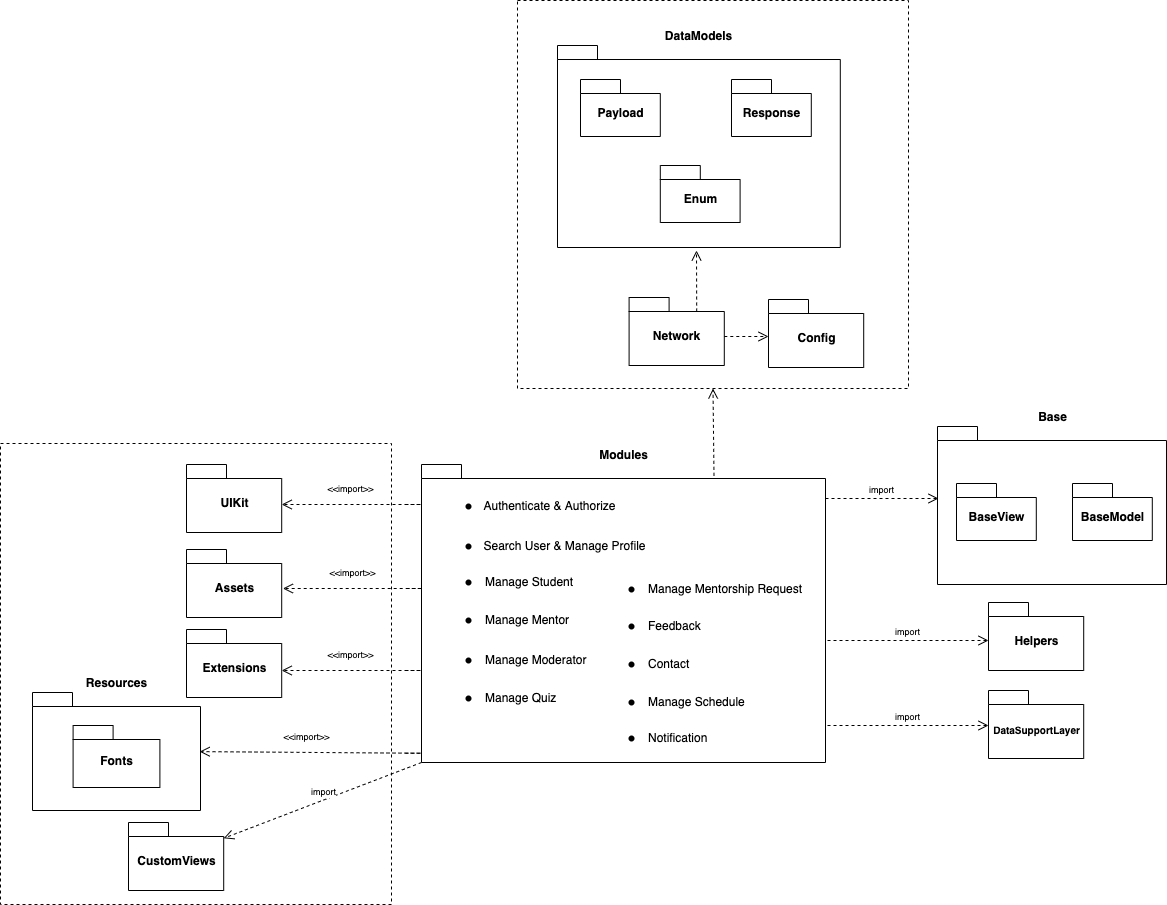 DataModels
Payload
Response
Enum
Network
Config
Base
BaseView
BaseModel
Modules
UIKit
<<import>>
● Authenticate & Authorize
import
● Search User & Manage Profile
Assets
<<import>>
● Manage Student
● Manage Mentorship Request
● Manage Mentor
● Feedback
import
Helpers
Extensions
<<import>>
● Manage Moderator
● Contact
Resources
● Manage Quiz
● Manage Schedule
import
DataSupportLayer
Fonts
<<import>>
● Notification
import
CustomViews